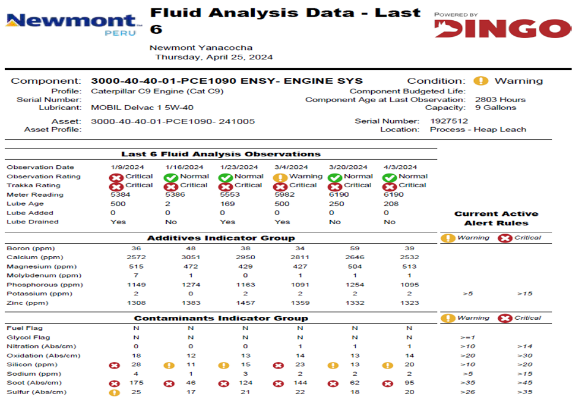 Newmont.
PERU
Fluid Analysis Data - Last 6
POWERED BY
DINGO
Newmont Yanacocha
Thursday, April 25, 2024
Component: 3000-40-40-01-PCE1090 ENSY- ENGINE SYS Condition: Warning
Profile: Caterpillar C9 Engine (Cat C9) Component Budgeted Life:
Serial Number: Component Age at Last Observation: 2803 Hours
Lubricant: MOBIL Delvac 1 5W-40 Capacity: 9 Gallons
Asset: 3000-40-40-01-PCE1090- 241005 Serial Number: 1927512
Asset Profile: Location: Process - Heap Leach
Last 6 Fluid Analysis Observations
Observation Date 1/9/2024 1/16/2024 1/23/2024 3/4/2024 3/20/2024 4/3/2024
Observation Rating Critical Normal Normal Warning Normal Normal
Trakka Rating Critical Critical Critical Critical Critical Critical
Meter Reading 5384 5386 5553 5982 6190 6190
Lube Age 500 2 169 500 250 208
Lube Added 0 0 0 0 0 0
Lube Drained Yes No Yes Yes No No
Current Active Alert Rules
Additives Indicator Group Warning Critical
Boron (ppm) 36 48 38 34 59 39
Calcium (ppm) 2572 3051 2950 2811 2646 2532
Magnesium (ppm) 515 472 429 427 504 513
Molybdenum (ppm) 7 1 0 1 1 1
Phosphorous (ppm) 1149 1274 1163 1091 1254 1095
Potassium (ppm) 0 2 2 2 2 2 >5 >15
Zinc (ppm) 1308 1383 1457 1359 1332 1323
Contaminants Indicator Group Warning Critical
Fuel Flag N N N N N N
Glycol Flag N N N N N N >=1
Nitration (Abs/cm) 0 0 0 1 1 1 >10 >14
Oxidation (Abs/cm) 18 12 13 14 13 14 >20 >30
Silicon (ppm) 28 11 15 23 13 20 >10 >20
Sodium (ppm) 4 1 3 2 2 2 >5 >15
Soot (Abs/cm) 175 46 124 144 62 95 >35 >45
Sulfur (Abs/cm) 25 17 21 22 18 20 >26 >35